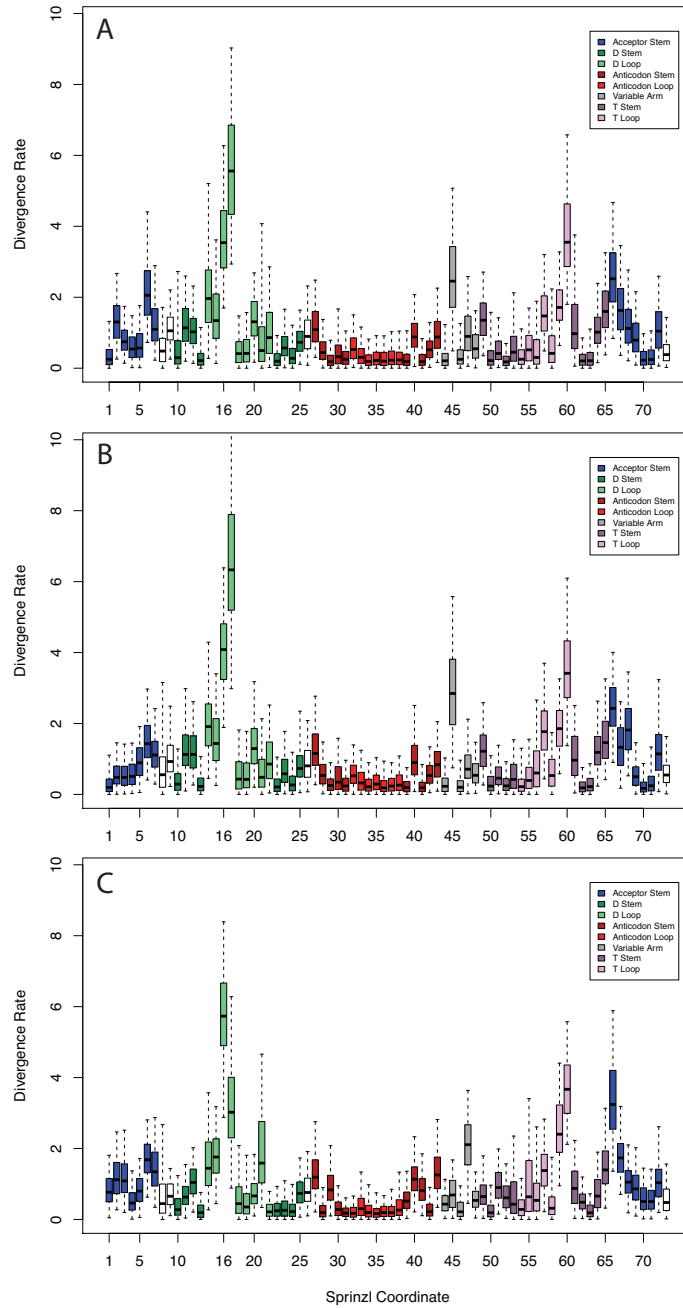 A
10
8
6
4
2
0
Divergence Rate
Acceptor Stem
D Stem
D Loop
Anticodon Stem
Anticodon Loop
Variable Arm
T Stem
T Loop
1 5 10 16 20 25 30 35 40 45 50 55 60 65 70
B
10
8
6
4
2
0
Divergence Rate
Acceptor Stem
D Stem
D Loop
Anticodon Stem
Anticodon Loop
Variable Arm
T Stem
T Loop
1 5 10 16 20 25 30 35 40 45 50 55 60 65 70
C
10
8
6
4
2
0
Divergence Rate
Acceptor Stem
D Stem
D Loop
Anticodon Stem
Anticodon Loop
Variable Arm
T Stem
T Loop
1 5 10 16 20 25 30 35 40 45 50 55 60 65 70
Sprinzl Coordinate